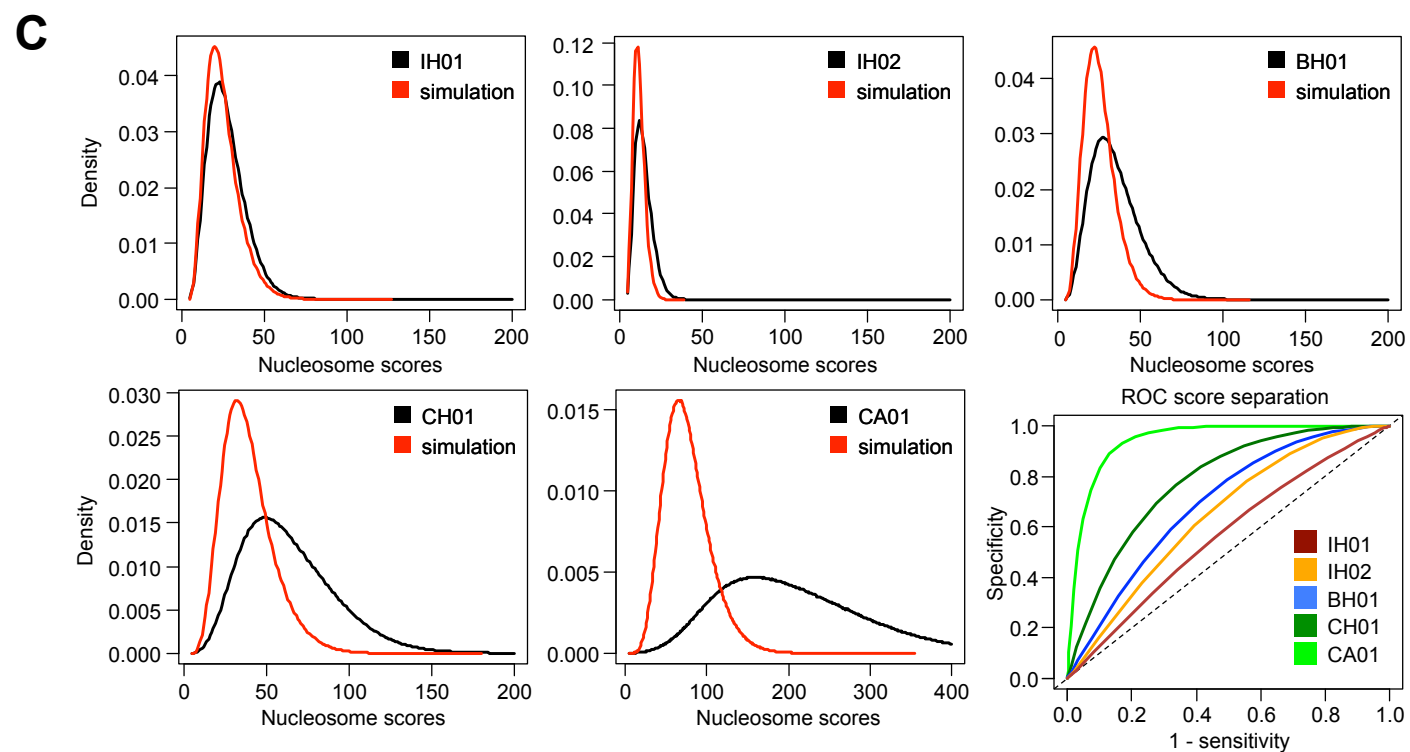 C
IH01
simulation
Density
0.04
0.03
0.02
0.01
0.00
0 50 100 150 200
Nucleosome scores
IH02
simulation
0.12
0.10
0.08
0.06
0.04
0.02
0.00
0 50 100 150 200
Nucleosome scores
BH01
simulation
0.04
0.03
0.02
0.01
0.00
0 50 100 150 200
Nucleosome scores
CH01
simulation
Density
0.030
0.025
0.020
0.015
0.010
0.005
0.000
0 50 100 150 200
Nucleosome scores
CA01
simulation
0.015
0.010
0.005
0.000
0 100 200 300 400
Nucleosome scores
ROC score separation
Specificity
1.0
0.8
0.6
0.4
0.2
0.0
IH01
IH02
BH01
CH01
CA01
0.0 0.2 0.4 0.6 0.8 1.0
1 - sensitivity